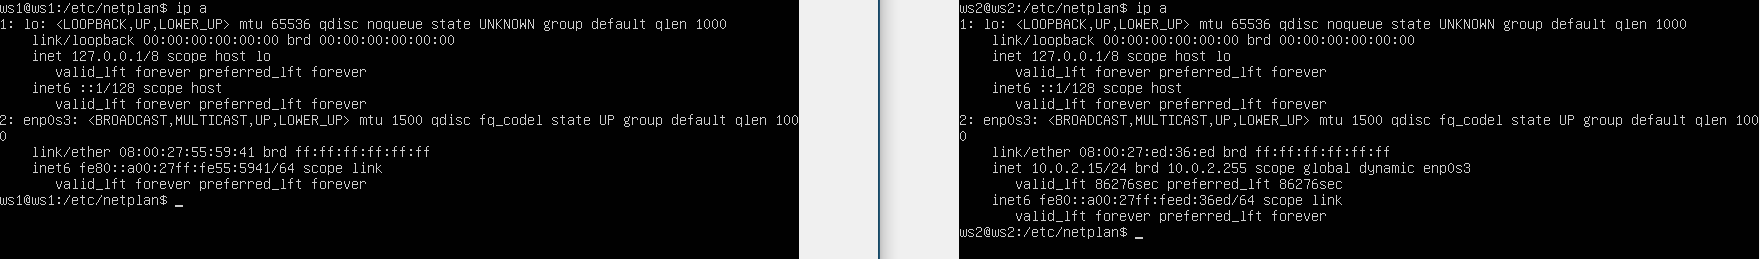 ws1@ws1:/etc/netplan$ ip a
1: lo: <LOOPBACK,UP,LOWER_UP> mtu 65536 qdisc noqueue state UNKNOWN group default qlen 1000
    link/loopback 00:00:00:00:00:00 brd 00:00:00:00:00:00
    inet 127.0.0.1/8 scope host lo
       valid_lft forever preferred_lft forever
    inet6 ::1/128 scope host
       valid_lft forever preferred_lft forever
2: enp0s3: <BROADCAST,MULTICAST,UP,LOWER_UP> mtu 1500 qdisc fq_codel state UP group default qlen 100
0
    link/ether 08:00:27:55:59:41 brd ff:ff:ff:ff:ff:ff
    inet6 fe80::a00:27ff:fe55:5941/64 scope link
       valid_lft forever preferred_lft forever
ws1@ws1:/etc/netplan$ _
ws2@ws2:/etc/netplan$ ip a
1: lo: <LOOPBACK,UP,LOWER_UP> mtu 65536 qdisc noqueue state UNKNOWN group default qlen 1000
    link/loopback 00:00:00:00:00:00 brd 00:00:00:00:00:00
    inet 127.0.0.1/8 scope host lo
       valid_lft forever preferred_lft forever
    inet6 ::1/128 scope host
       valid_lft forever preferred_lft forever
2: enp0s3: <BROADCAST,MULTICAST,UP,LOWER_UP> mtu 1500 qdisc fq_codel state UP group default qlen 100
0
    link/ether 08:00:27:ed:36:ed brd ff:ff:ff:ff:ff:ff
    inet 10.0.2.15/24 brd 10.0.2.255 scope global dynamic enp0s3
       valid_lft 86276sec preferred_lft 86276sec
    inet6 fe80::a00:27ff:feed:36ed/64 scope link
       valid_lft forever preferred_lft forever
ws2@ws2:/etc/netplan$ _